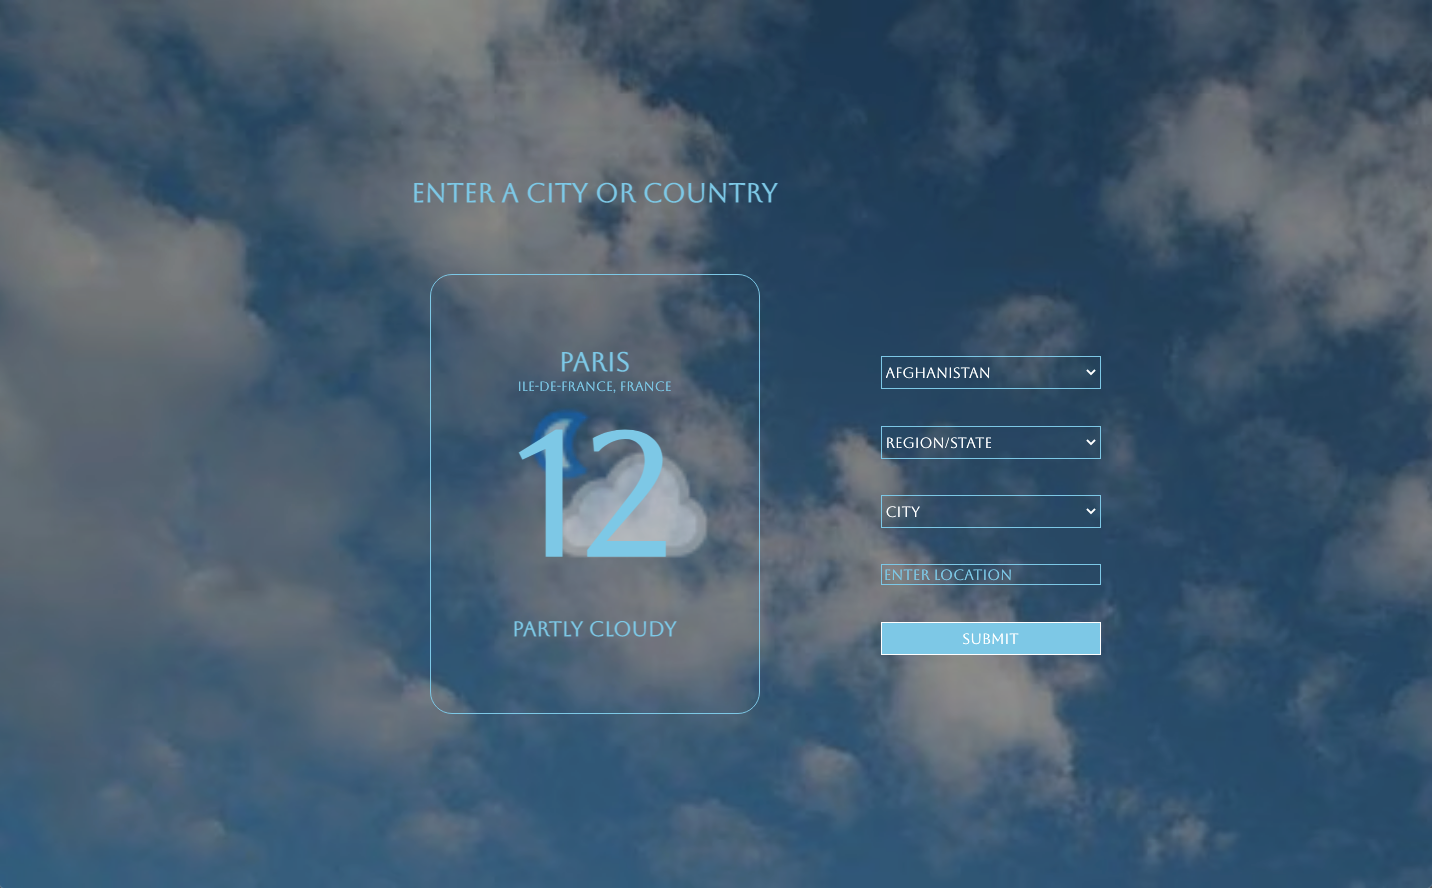 ENTER A CITY OR COUNTRY
PARIS
ILE-DE-FRANCE, FRANCE
12
PARTLY CLOUDY
AFGHANISTAN
REGION/STATE
CITY
ENTER LOCATION
SUBMIT